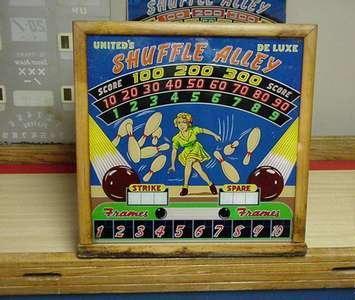 UNITED'S DE LUXE
SHUFFLE ALLEY
100 200 300
SCORE 10 20 30 40 50 60 70 80 90 SCORE
1 2 3 4 5 6 7 8 9
STRIKE SPARE
Frames Frames
1 2 3 4 5 6 7 8 9 10